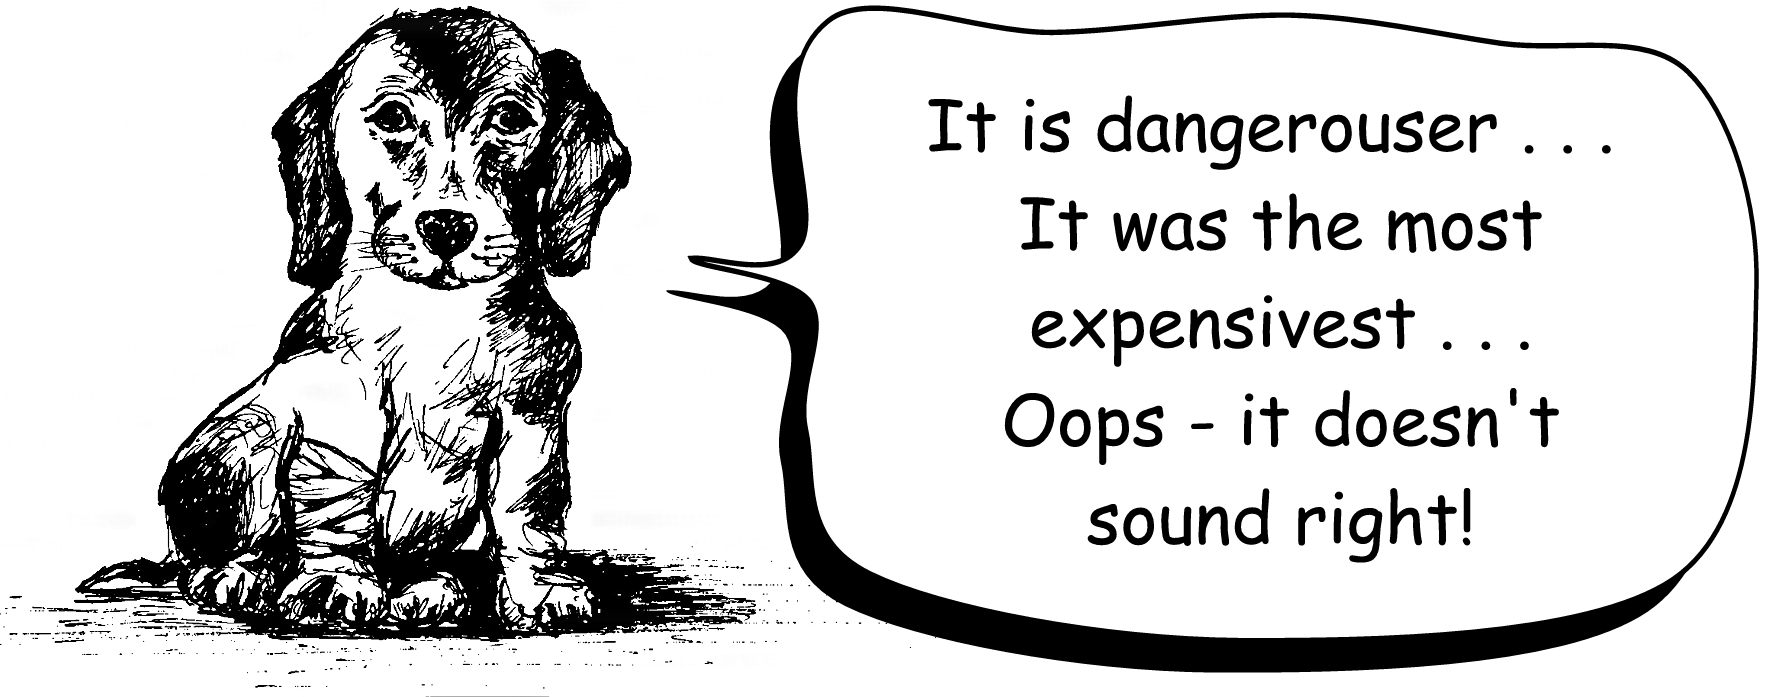 It is dangerouser . . .
It was the most
expensivest . . .
Oops - it doesn't
sound right!